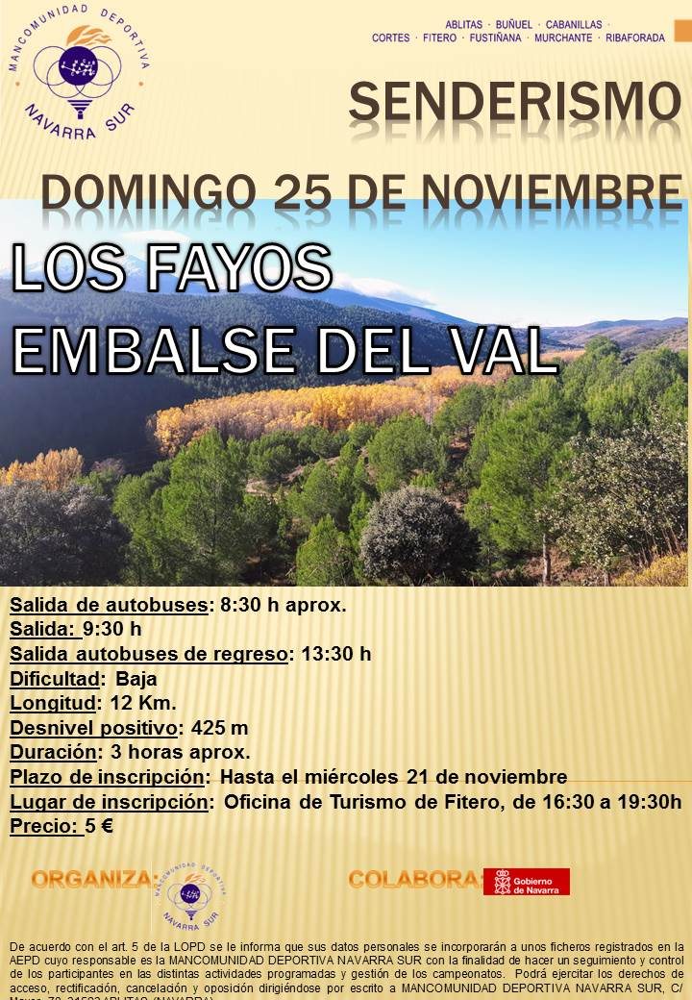 MANCOMUNIDAD DEPORTIVA
NAVARRA SUR
ABLITAS · BUÑUEL · CABANILLAS ·
CORTES · FITERO · FUSTIÑANA · MURCHANTE · RIBAFORADA
SENDERISMO
DOMINGO 25 DE NOVIEMBRE
LOS FAYOS
EMBALSE DEL VAL
Salida de autobuses: 8:30 h aprox.
Salida: 9:30 h
Salida autobuses de regreso: 13:30 h
Dificultad: Baja
Longitud: 12 Km.
Desnivel positivo: 425 m
Duración: 3 horas aprox.
Plazo de inscripción: Hasta el miércoles 21 de noviembre
Lugar de inscripción: Oficina de Turismo de Fitero, de 16:30 a 19:30h
Precio: 5 €
ORGANIZA:
MANCOMUNIDAD DEPORTIVA
NAVARRA SUR
COLABORA:
Gobierno
de Navarra
De acuerdo con el art. 5 de la LOPD se le informa que sus datos personales se incorporarán a unos ficheros registrados en la
AEPD cuyo responsable es la MANCOMUNIDAD DEPORTIVA NAVARRA SUR con la finalidad de hacer un seguimiento y control
de los participantes en las distintas actividades programadas y gestión de los campeonatos. Podrá ejercitar los derechos de
acceso, rectificación, cancelación y oposición dirigiéndose por escrito a MANCOMUNIDAD DEPORTIVA NAVARRA SUR, C/